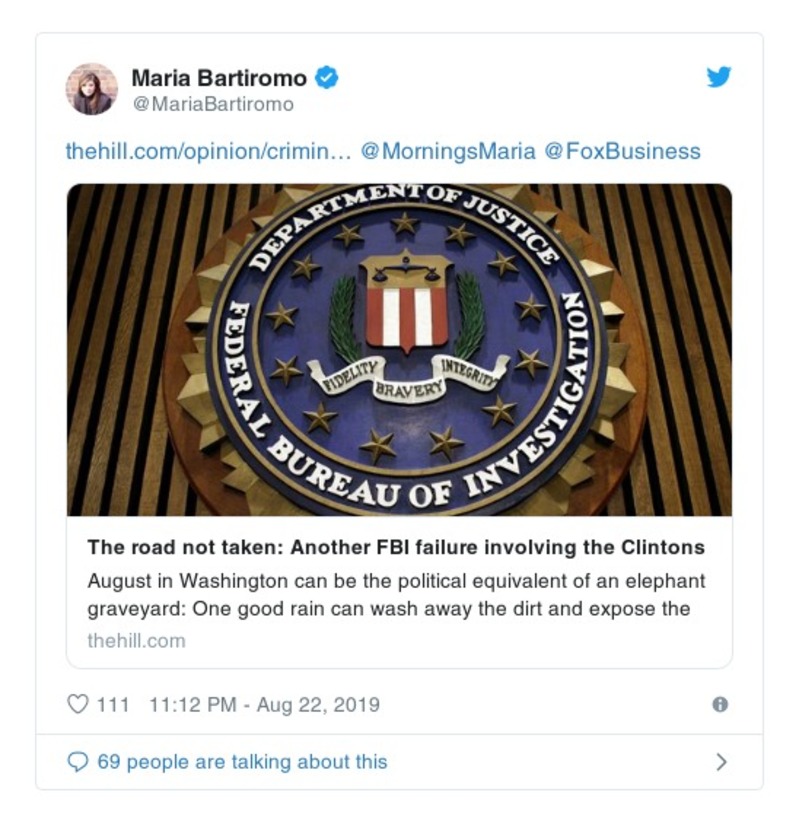 Maria Bartiromo
@MariaBartiromo
thehill.com/opinion/crimin… @MorningsMaria @FoxBusiness
DEPARTMENT OF JUSTICE
FIDELITY BRAVERY INTEGRITY
FEDERAL BUREAU OF INVESTIGATION
The road not taken: Another FBI failure involving the Clintons
August in Washington can be the political equivalent of an elephant
graveyard: One good rain can wash away the dirt and expose the
thehill.com
111 11:12 PM - Aug 22, 2019
69 people are talking about this